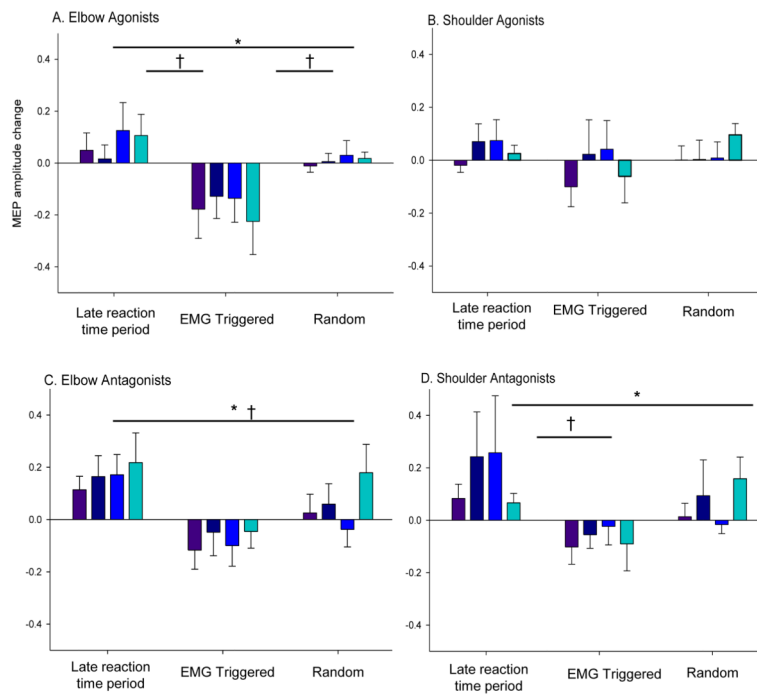 A. Elbow Agonists
*
†
†
0.4
0.2
0.0
-0.2
-0.4
MEP amplitude change
Late reaction
time period
EMG Triggered
Random
B. Shoulder Agonists
0.4
0.2
0.0
-0.2
-0.4
Late reaction
time period
EMG Triggered
Random
C. Elbow Antagonists
* †
0.4
0.2
0.0
-0.2
-0.4
Late reaction
time period
EMG Triggered
Random
D. Shoulder Antagonists
*
†
0.4
0.2
0.0
-0.2
-0.4
Late reaction
time period
EMG Triggered
Random